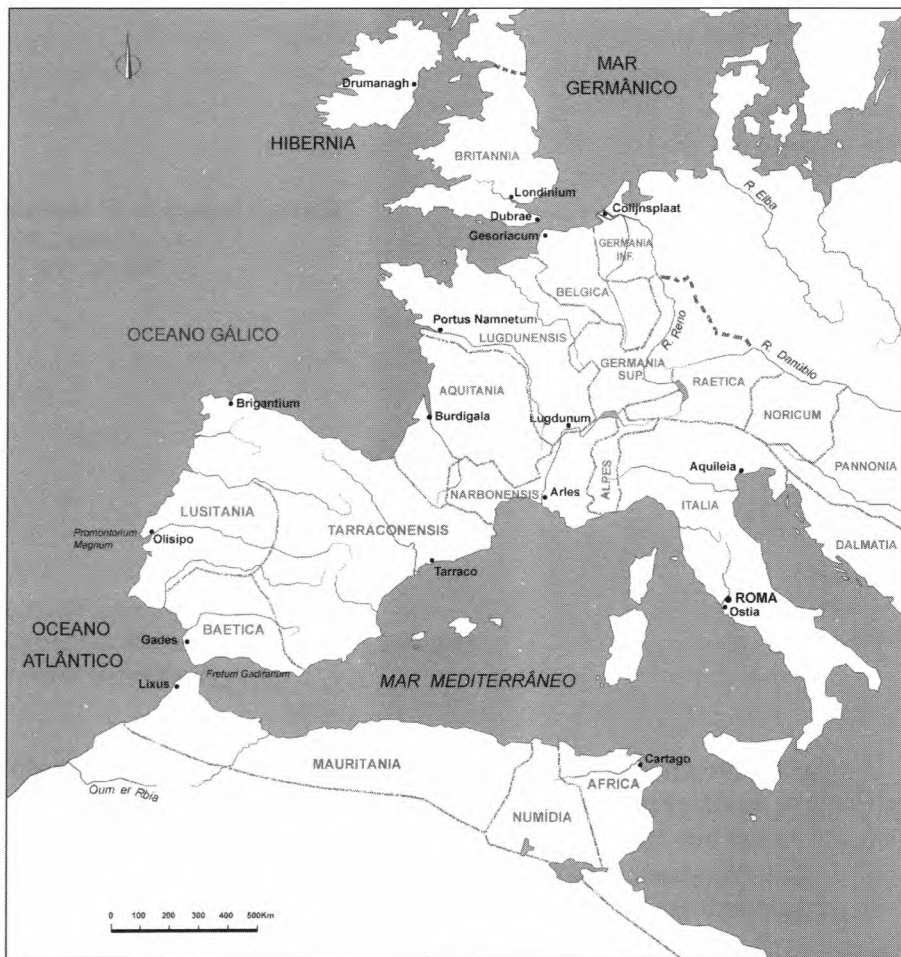 MAR
GERMÂNICO
Drumanagh
HIBERNIA
BRITANNIA
R. Elba
Londinium
Colijnsplaat
Dubrae
Gesoriacum
GERMANIA
INF.
BELGICA
Portus Namnetum
LUGDUNENSIS
OCEANO GÁLICO
R. Reno
R. Danúbio
GERMANIA
SUP.
RAETICA
AQUITANIA
Brigantium
Burdigala
Lugdunum
NORICUM
PANNONIA
ALPES
Aquileia
NARBONENSIS
Arles
ITALIA
LUSITANIA
TARRACONENSIS
Promontorium
Magnum
Olisipo
DALMATIA
Tarraco
ROMA
Ostia
OCEANO
ATLÂNTICO
BAETICA
Gades
Fretum Gaditanum
Lixus
MAR MEDITERRÂNEO
MAURITANIA
Cartago
AFRICA
Oum er Rbia
NUMÍDIA
0 100 200 300 400 500Km